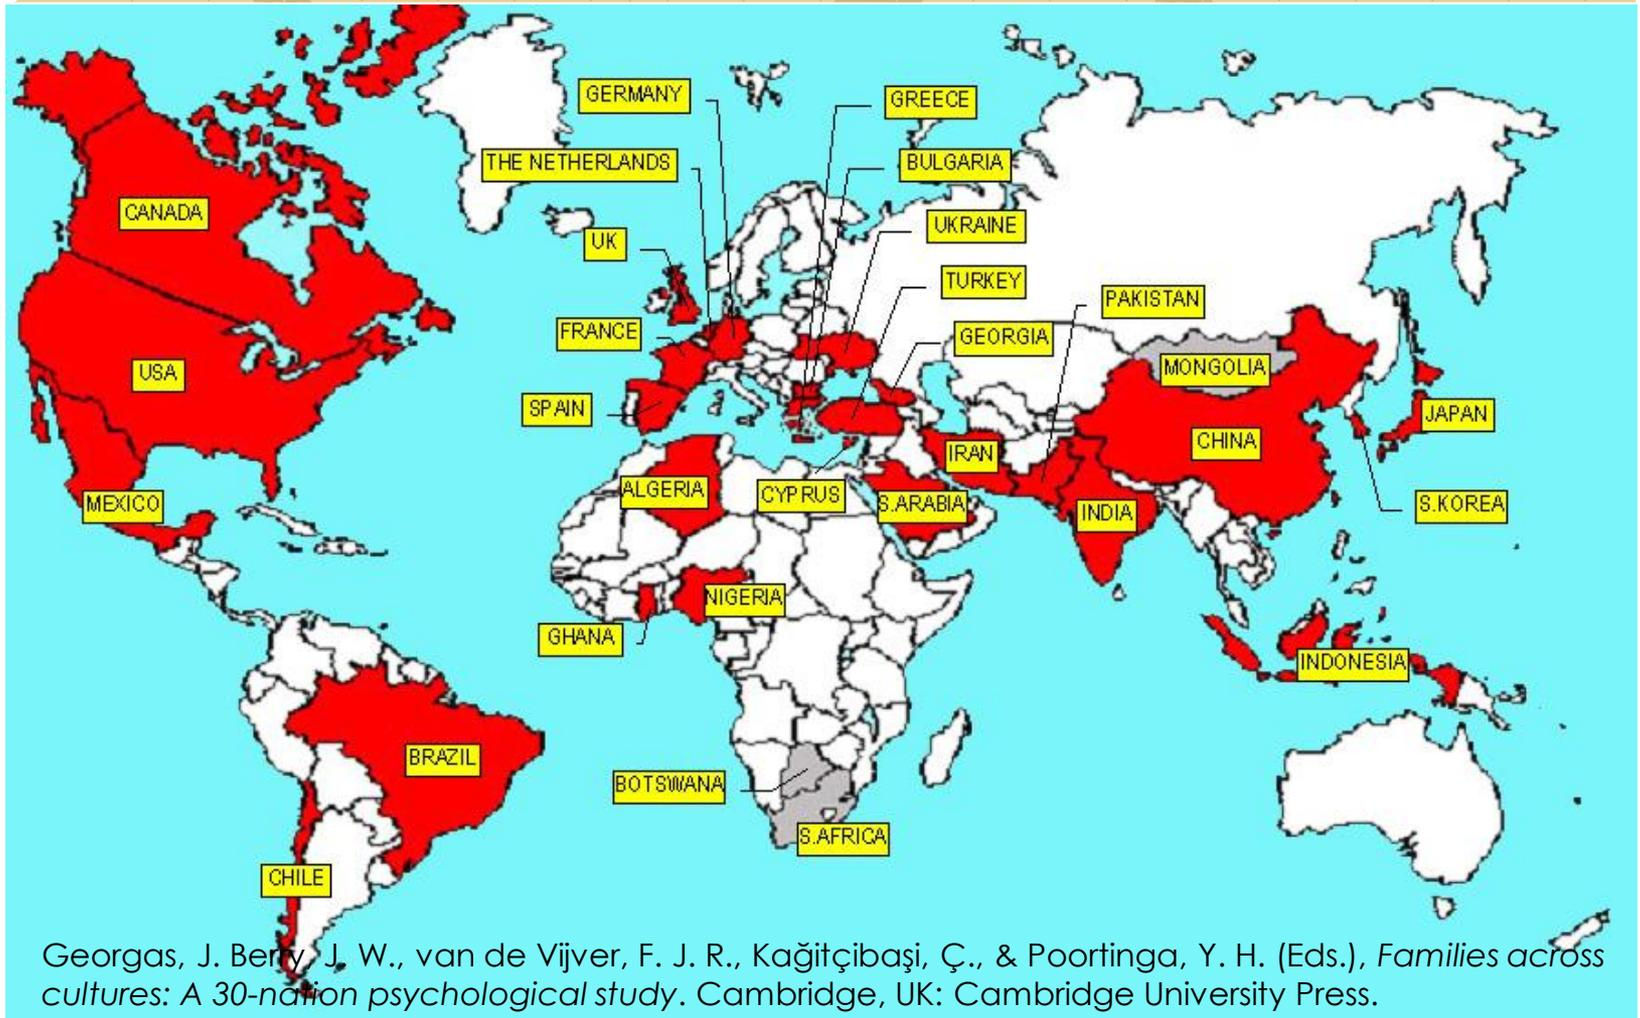 GERMANY
GREECE
THE NETHERLANDS
BULGARIA
CANADA
UKRAINE
UK
TURKEY
PAKISTAN
FRANCE
GEORGIA
MONGOLIA
USA
SPAIN
JAPAN
CHINA
IRAN
MEXICO
ALGERIA
CYPRUS
S.ARABIA
INDIA
S.KOREA
NIGERIA
GHANA
INDONESIA
BRAZIL
BOTSWANA
S.AFRICA
CHILE
Georgas, J. Berry, J. W., van de Vijver, F. J. R., Kağitçibaşi, Ç., & Poortinga, Y. H. (Eds.), Families across
cultures: A 30-nation psychological study. Cambridge, UK: Cambridge University Press.